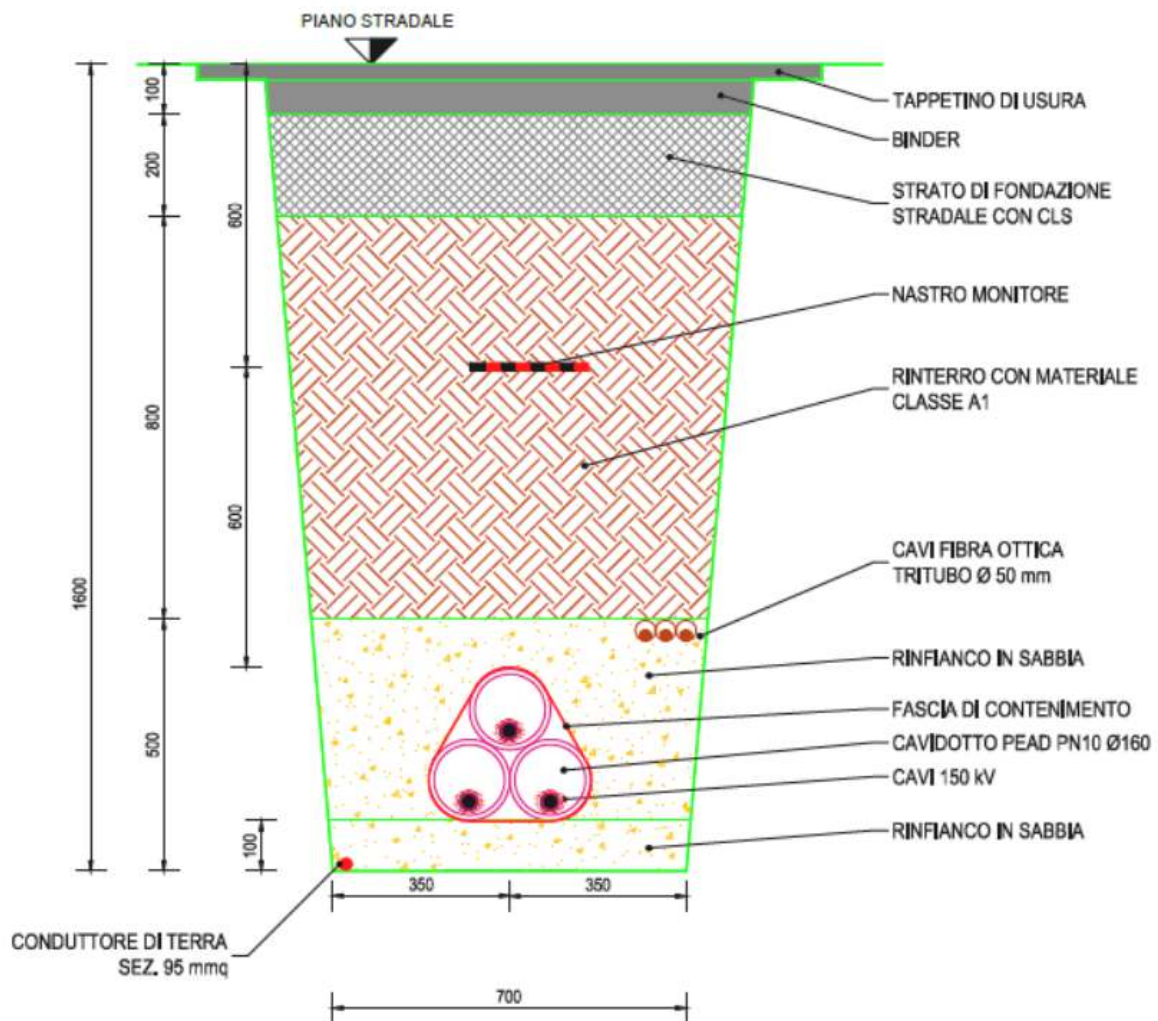 PIANO STRADALE
100
200
800
500
1600
600
600
100
TAPPETINO DI USURA
BINDER
STRATO DI FONDAZIONE
STRADALE CON CLS
NASTRO MONITORE
RINTERRO CON MATERIALE
CLASSE A1
CAVI FIBRA OTTICA
TRITUBO Ø 50 mm
RINFIANCO IN SABBIA
FASCIA DI CONTENIMENTO
CAVIDOTTO PEAD PN10 Ø160
CAVI 150 kV
RINFIANCO IN SABBIA
350
350
CONDUTTORE DI TERRA
SEZ. 95 mmq
700